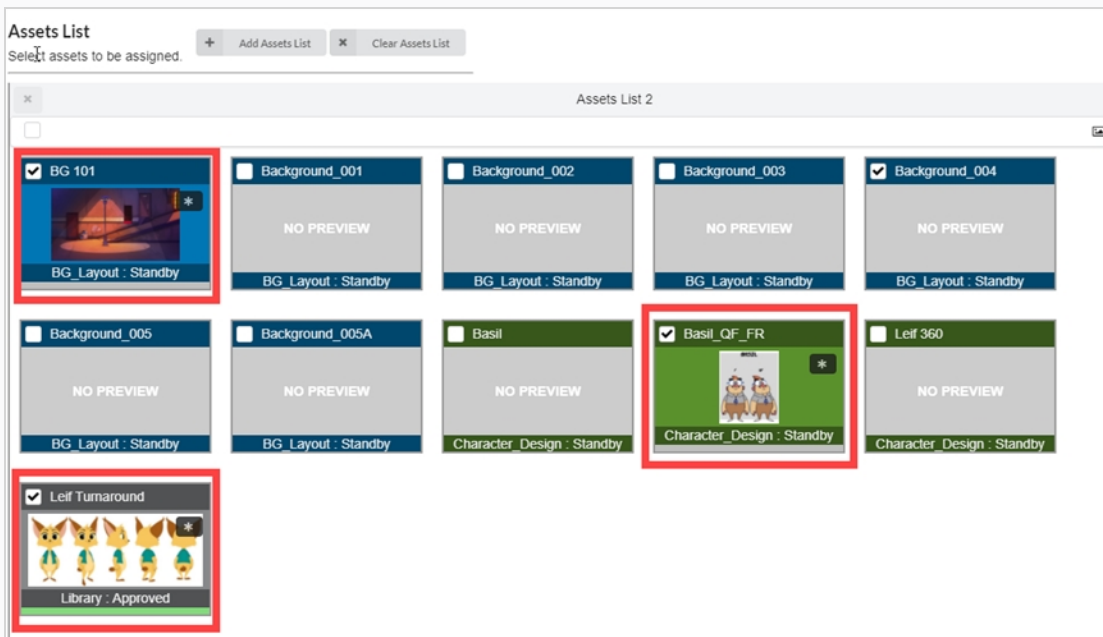 Assets List
Select assets to be assigned.
Add Assets List
Clear Assets List
Assets List 2
BG 101
BG_Layout : Standby
Background_001
NO PREVIEW
BG_Layout : Standby
Background_002
NO PREVIEW
BG_Layout : Standby
Background_003
NO PREVIEW
BG_Layout : Standby
Background_004
NO PREVIEW
BG_Layout : Standby
Background_005
NO PREVIEW
BG_Layout : Standby
Background_005A
NO PREVIEW
BG_Layout : Standby
Basil
NO PREVIEW
Character_Design : Standby
Basil_QF_FR
BASIL
Character_Design : Standby
Leif 360
NO PREVIEW
Character_Design : Standby
Leif Turnaround
Library : Approved